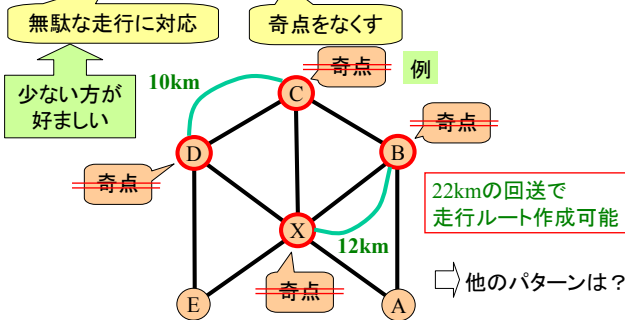 無駄な走行に対応
奇点をなくす
少ない方が
好ましい
10km
奇点
例
C
奇点
D
B
奇点
22kmの回送で
走行ルート作成可能
X
12km
奇点
他のパターンは?
E
A